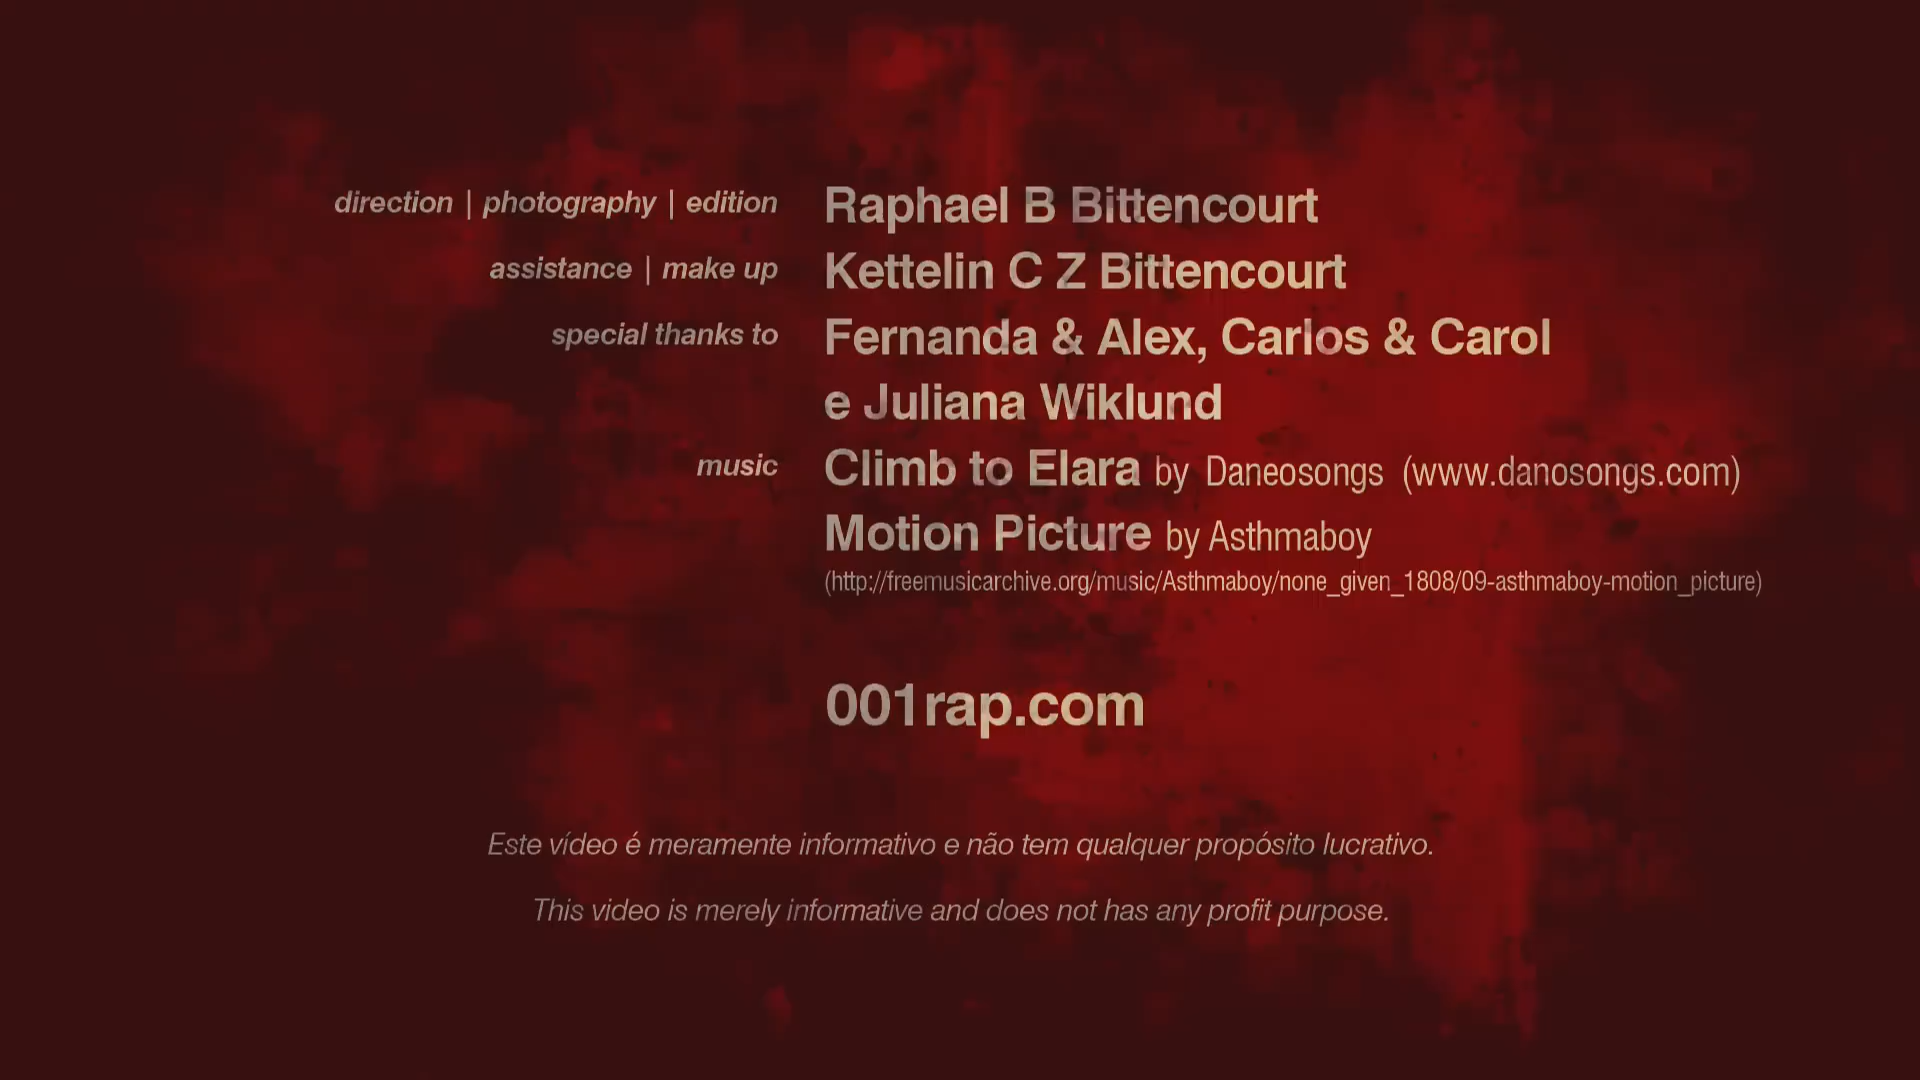 direction | photography | edition Raphael B Bittencourt
assistance | make up Kettelin C Z Bittencourt
special thanks to Fernanda & Alex, Carlos & Carol
e Juliana Wiklund
music Climb to Elara by Daneosongs (www.danosongs.com)
Motion Picture by Asthmaboy
(http://freemusicarchive.org/music/Asthmaboy/none_given_1808/09-asthmaboy-motion_picture)
001rap.com
Este vídeo é meramente informativo e não tem qualquer propósito lucrativo.
This video is merely informative and does not has any profit purpose.